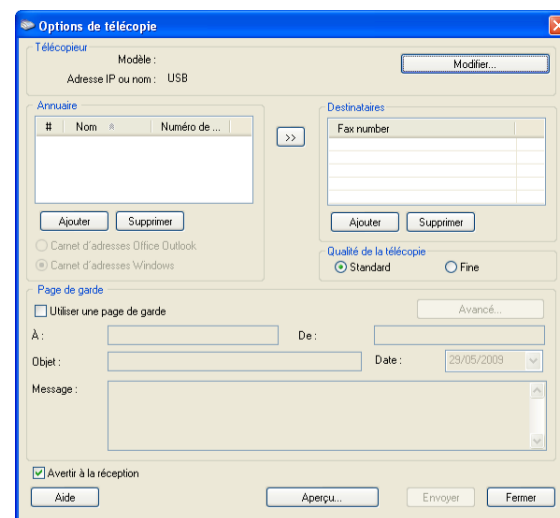 Options de télécopie
Télécopieur
Modèle :
Modifier...
Adresse IP ou nom : USB
Annuaire
# Nom Numéro de ...
>>
Destinataires
Fax number
Ajouter Supprimer
Ajouter Supprimer
Carnet d'adresses Office Outlook
Carnet d'adresses Windows
Qualité de la télécopie
Standard Fine
Page de garde
Utiliser une page de garde
Avancé...
À : De :
Objet : Date : 29/05/2009
Message :
Avertir à la réception
Aide Aperçu... Envoyer Fermer